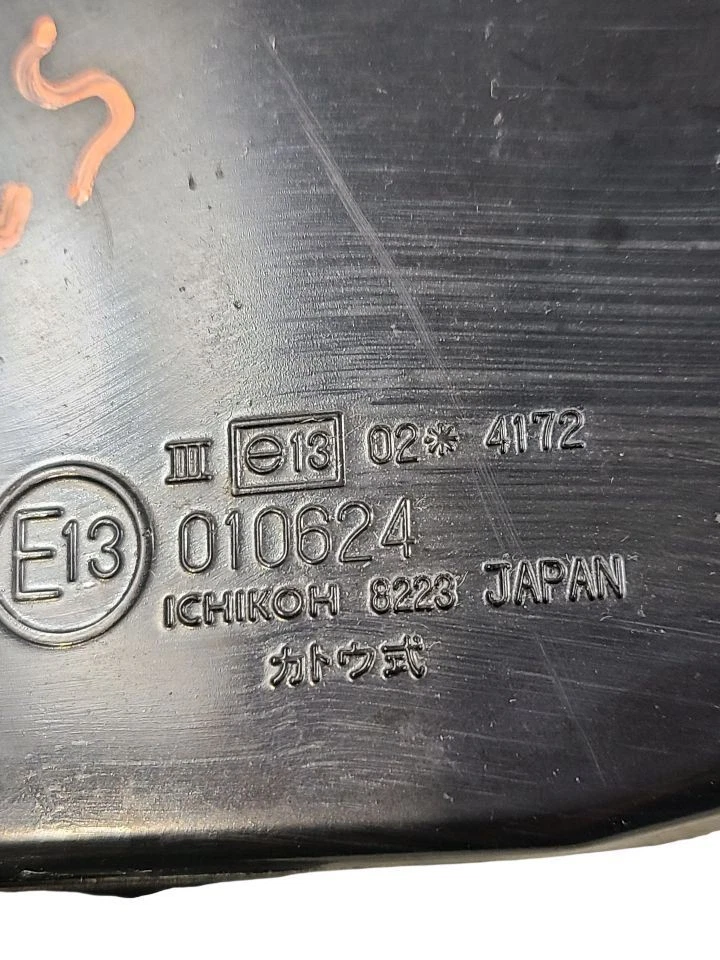 III e13 02* 4172
E13 010624
ICHIKOH 8223 JAPAN
カトウ式